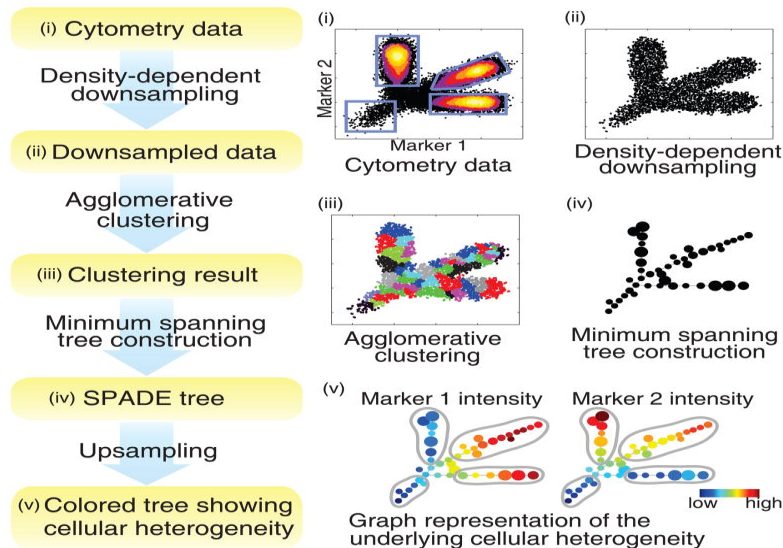 (i) Cytometry data
Density-dependent
downsampling
(ii) Downsampled data
Agglomerative
clustering
(iii) Clustering result
Minimum spanning
tree construction
(iv) SPADE tree
Upsampling
(v) Colored tree showing
cellular heterogeneity
(i)
Marker 2
Marker 1
Cytometry data
(ii)
Density-dependent
downsampling
(iii)
Agglomerative
clustering
(iv)
Minimum spanning
tree construction
(v)
Marker 1 intensity
Marker 2 intensity
low high
Graph representation of the
underlying cellular heterogeneity